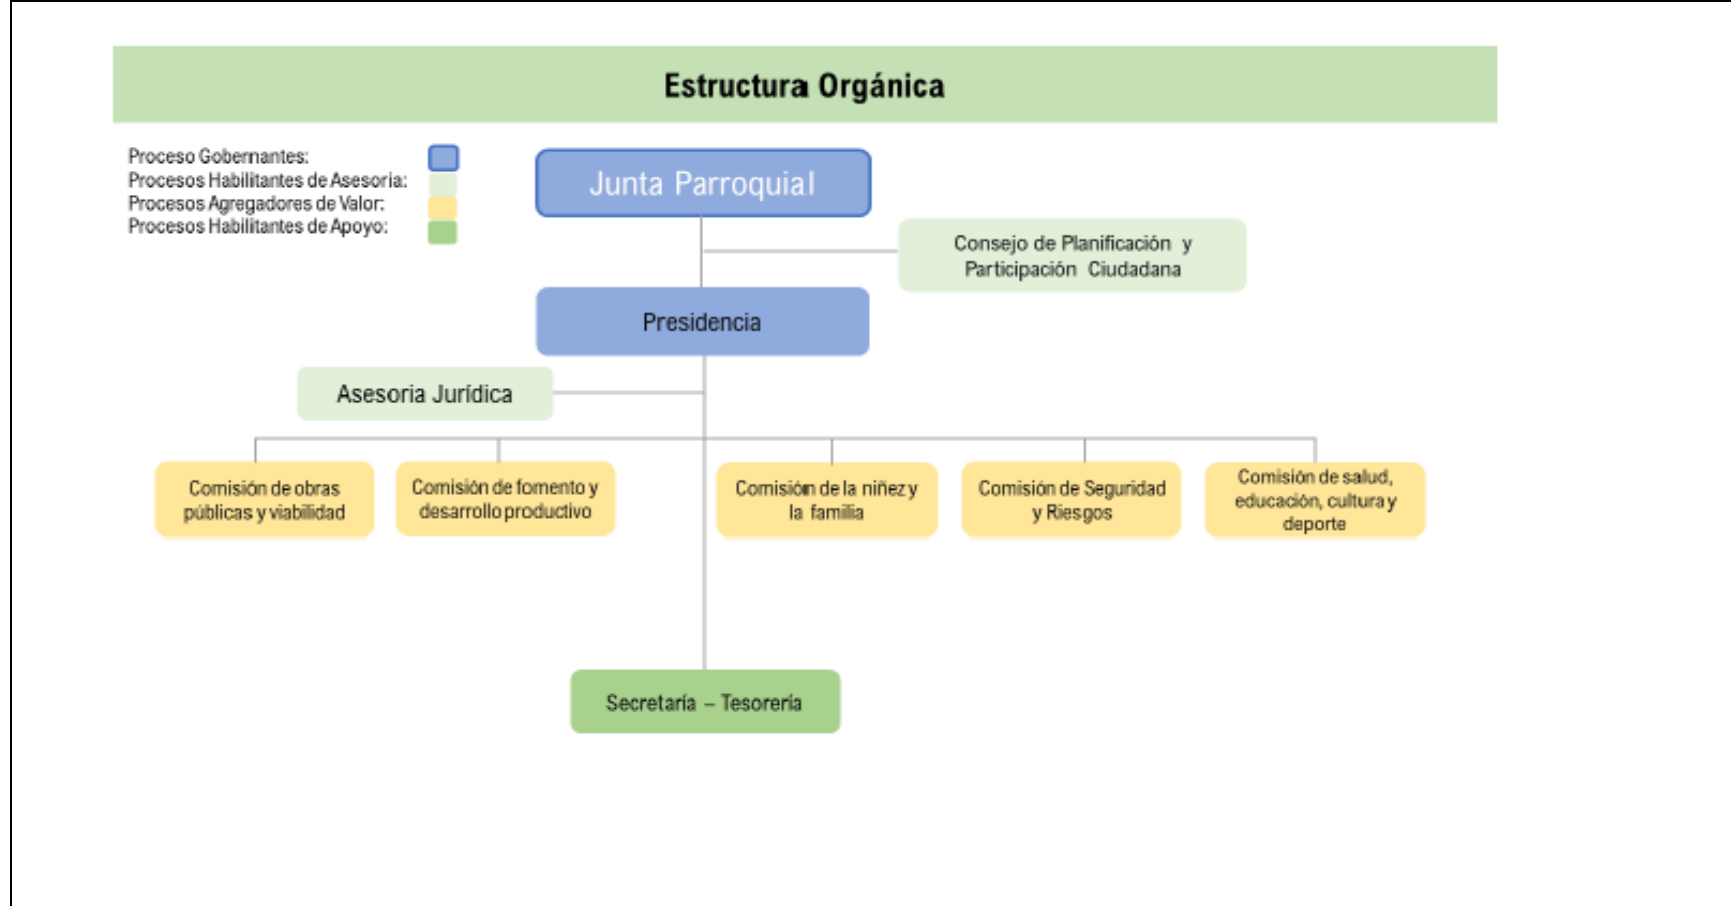 Estructura Orgánica
Proceso Gobernantes:
Procesos Habilitantes de Asesoria:
Procesos Agregadores de Valor:
Procesos Habilitantes de Apoyo:
Junta Parroquial
Consejo de Planificación y
Participación Ciudadana
Presidencia
Asesoria Jurídica
Comisión de obras
públicas y viabilidad
Comisión de fomento y
desarrollo productivo
Comisión de la niñez y
la familia
Comisión de Seguridad
y Riesgos
Comisión de salud,
educación, cultura y
deporte
Secretaría – Tesorería